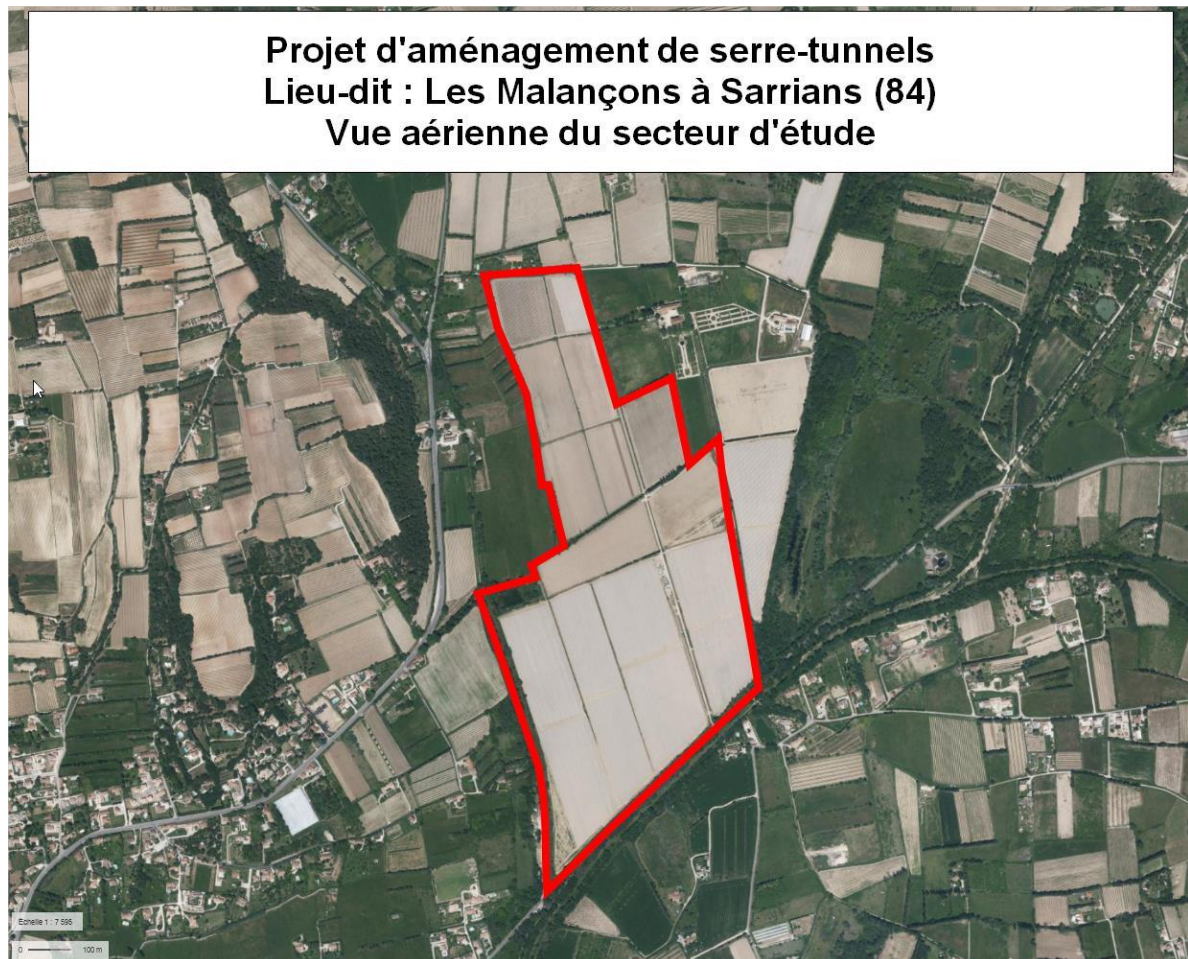 Projet d'aménagement de serre-tunnels
Lieu-dit : Les Malançons à Sarrians (84)
Vue aérienne du secteur d'étude
Echelle 1 : 7 595
0 100 m